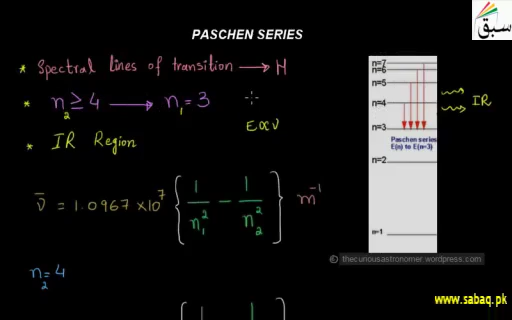 PASCHEN SERIES
سبق
* Spectral lines of transition → H
* n₂ ≥ 4 → n₁ = 3
E∝ν
* IR Region
ν̄ = 1.0967 × 10⁷ { 1/n₁² - 1/n₂² } m⁻¹
n₂ = 4
1 1
n=7
n=6
n=5
n=4
IR
n=3
Paschen series
E(n) to E(n=3)
n=2
n=1
© thecuriousastronomer.wordpress.com
www.sabaq.pk